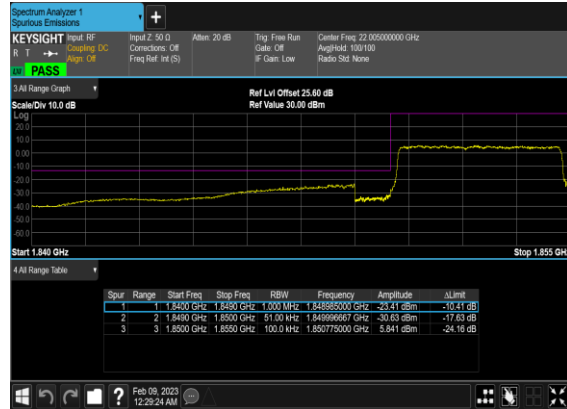 Spectrum Analyzer 1
Spurious Emissions
KEYSIGHT Input: RF Input Z: 50 Ω Atten: 20 dB Trig: Free Run Center Freq: 22.005000000 GHz
R T Coupling: DC Corrections: Off Gate: Off Avg|Hold: 100/100
Align: Off Freq Ref: Int (S) IF Gain: Low Radio Std: None
PASS
3 All Range Graph
Ref Lvl Offset 25.60 dB
Scale/Div 10.0 dB Ref Value 30.00 dBm
Log
20.0
10.0
0.00
-10.0
-20.0
-30.0
-40.0
-50.0
-60.0
Start 1.840 GHz Stop 1.855 GH
4 All Range Table
Spur Range Start Freq Stop Freq RBW Frequency Amplitude ΔLimit
1 1 1.8400 GHz 1.8490 GHz 1.000 MHz 1.848985000 GHz -23.41 dBm -10.41 dB
2 2 1.8490 GHz 1.8500 GHz 51.00 kHz 1.849996667 GHz -30.63 dBm -17.63 dB
3 3 1.8500 GHz 1.8550 GHz 100.0 kHz 1.850775000 GHz 5.841 dBm -24.16 dB
? Feb 09, 2023
12:29:24 AM